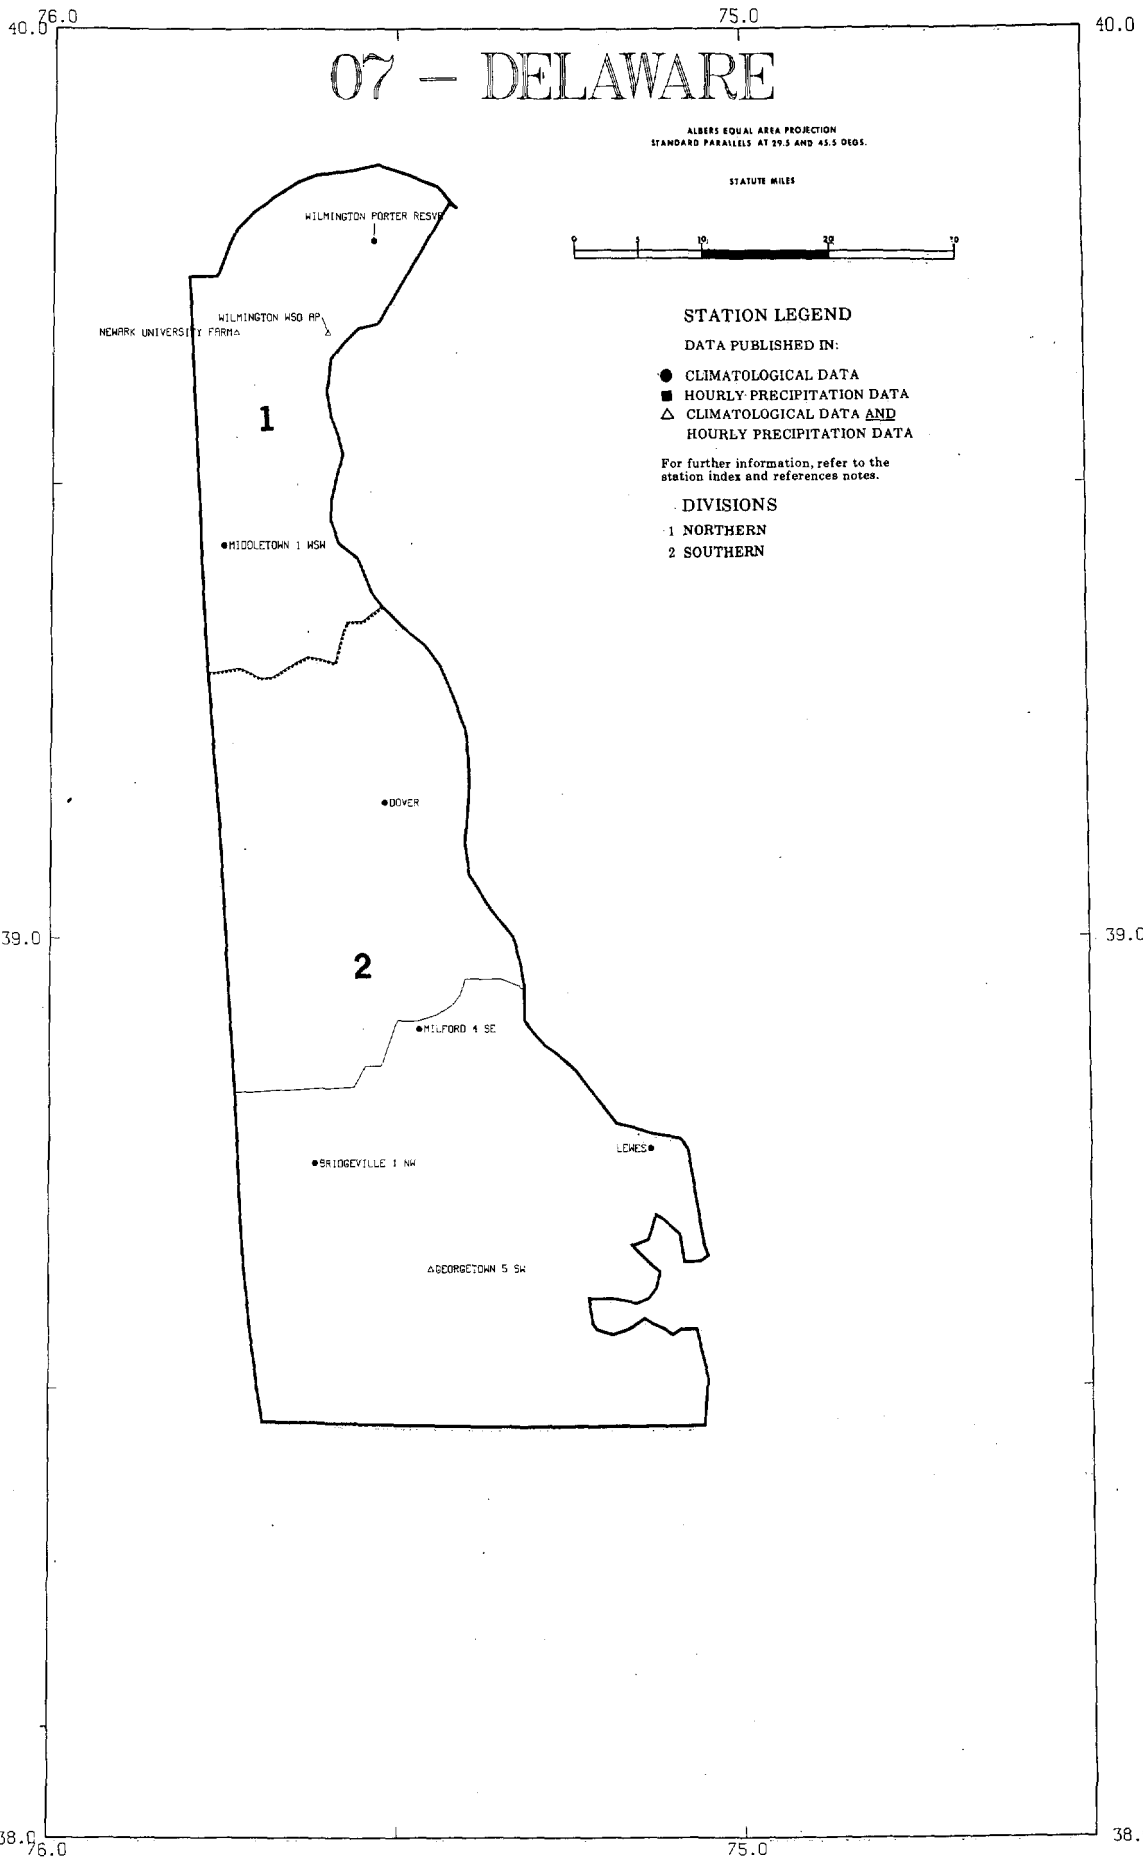 76.0 75.0
40.0 40.0
07 - DELAWARE
ALBERS EQUAL AREA PROJECTION
STANDARD PARALLELS AT 29.5 AND 45.5 DEGS.
STATUTE MILES
0 5 10 20 30
WILMINGTON PORTER RESVR
WILMINGTON WSO AP
NEWARK UNIVERSITY FARM
1
MIDDLETOWN 1 WSW
STATION LEGEND
DATA PUBLISHED IN:
CLIMATOLOGICAL DATA
HOURLY PRECIPITATION DATA
CLIMATOLOGICAL DATA AND
HOURLY PRECIPITATION DATA
For further information, refer to the
station index and references notes.
DIVISIONS
1 NORTHERN
2 SOUTHERN
DOVER
39.0 39.0
2
MILFORD 4 SE
LEWES
BRIDGEVILLE 1 NW
GEORGETOWN 5 SW
38.0 38.
76.0 75.0